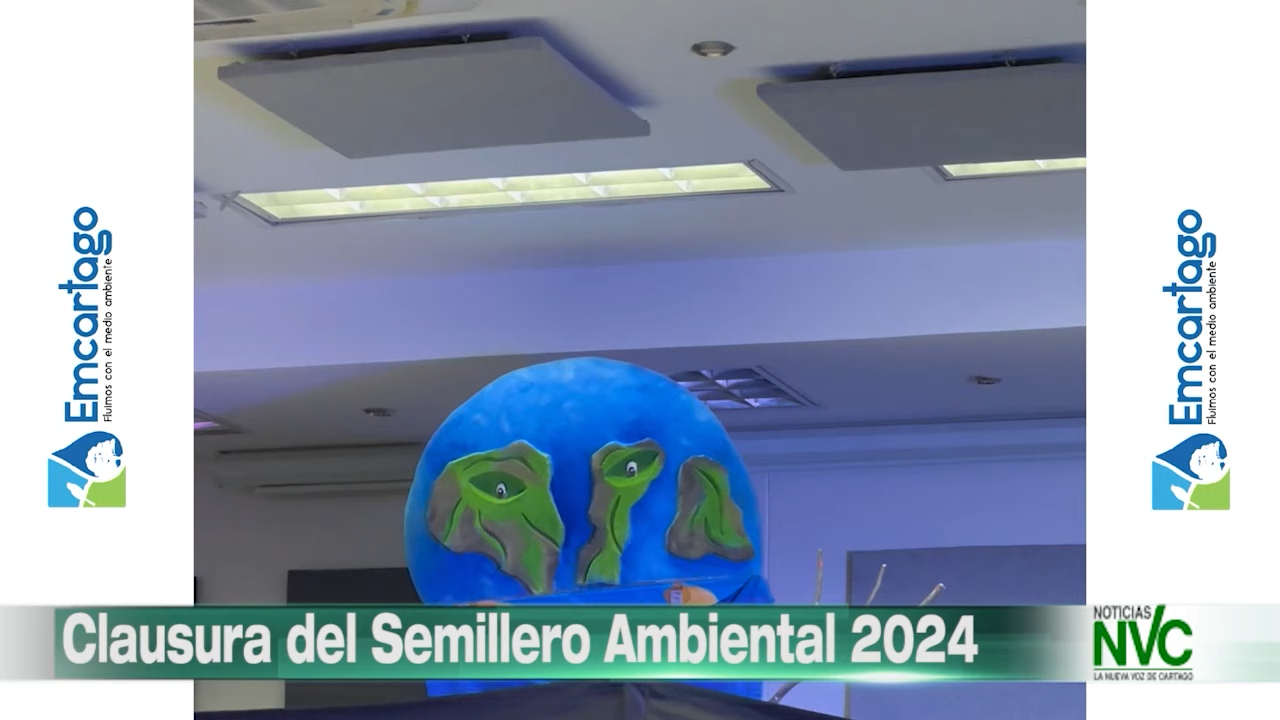 Emcartago
Fluimos con el medio ambiente
Emcartago
Fluimos con el medio ambiente
Clausura del Semillero Ambiental 2024
NOTICIAS
NVC
LA NUEVA VOZ DE CARTAGO